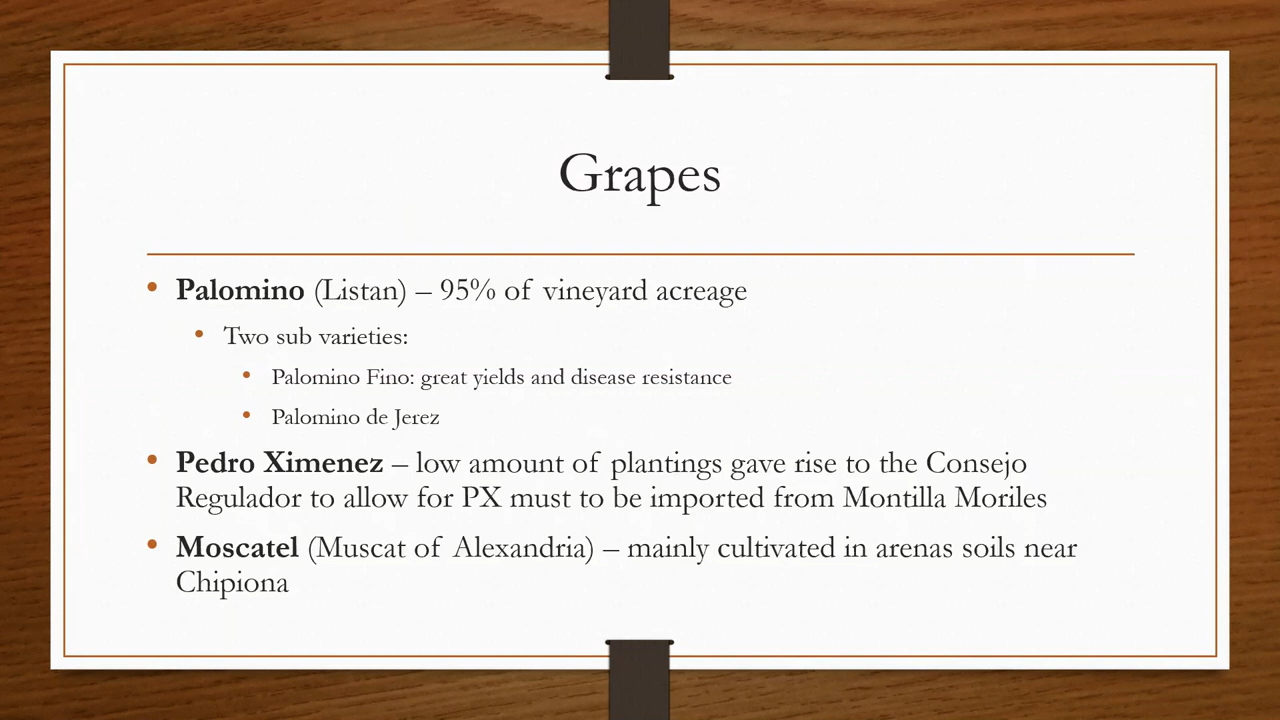 Grapes
• Palomino (Listan) – 95% of vineyard acreage
• Two sub varieties:
• Palomino Fino: great yields and disease resistance
• Palomino de Jerez
• Pedro Ximenez – low amount of plantings gave rise to the Consejo
Regulador to allow for PX must to be imported from Montilla Moriles
• Moscatel (Muscat of Alexandria) – mainly cultivated in arenas soils near
Chipiona